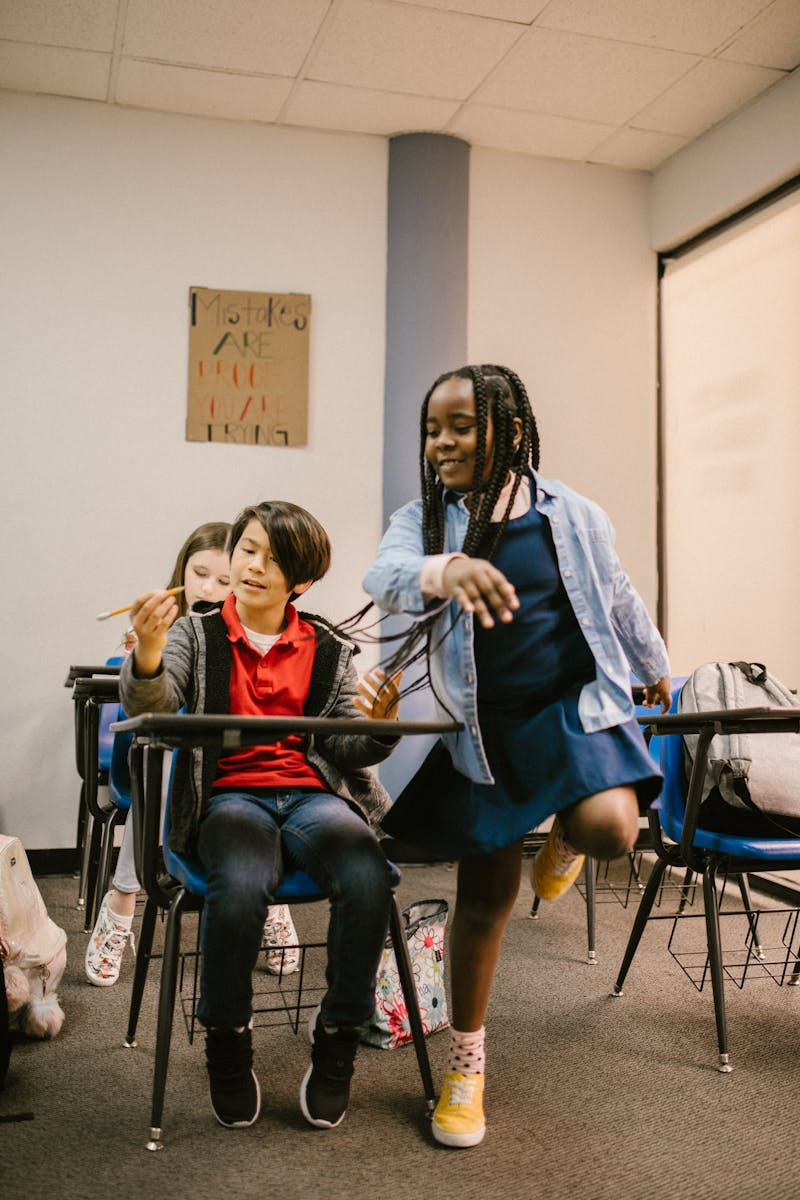 Mistakes
ARE
PROOF
YOU ARE
TRYING